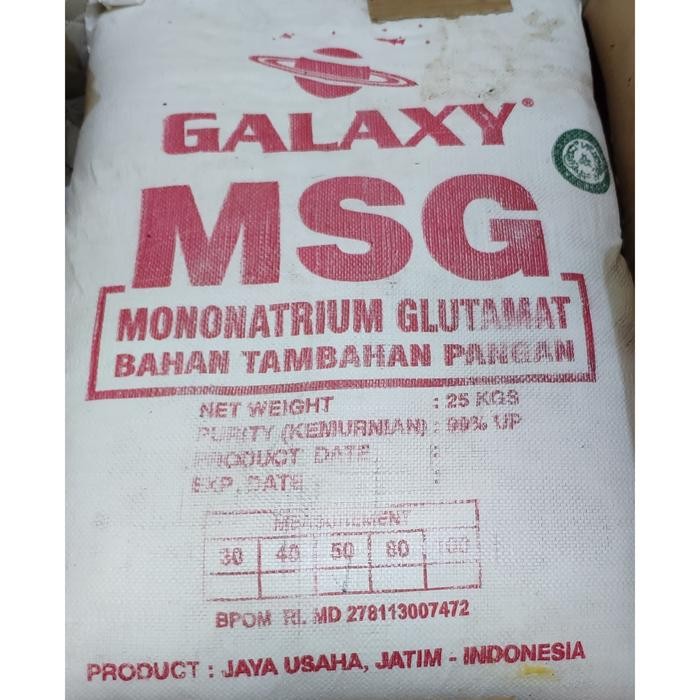 GALAXY®
MSG
MONONATRIUM GLUTAMAT
BAHAN TAMBAHAN PANGAN
NET WEIGHT : 25 KGS
PURITY (KEMURNIAN) : 99% UP
PRODUCT DATE :
EXP. DATE :
MEASUREMENT
30 40 50 80 100
BPOM RI. MD 278113007472
PRODUCT : JAYA USAHA, JATIM - INDONESIA